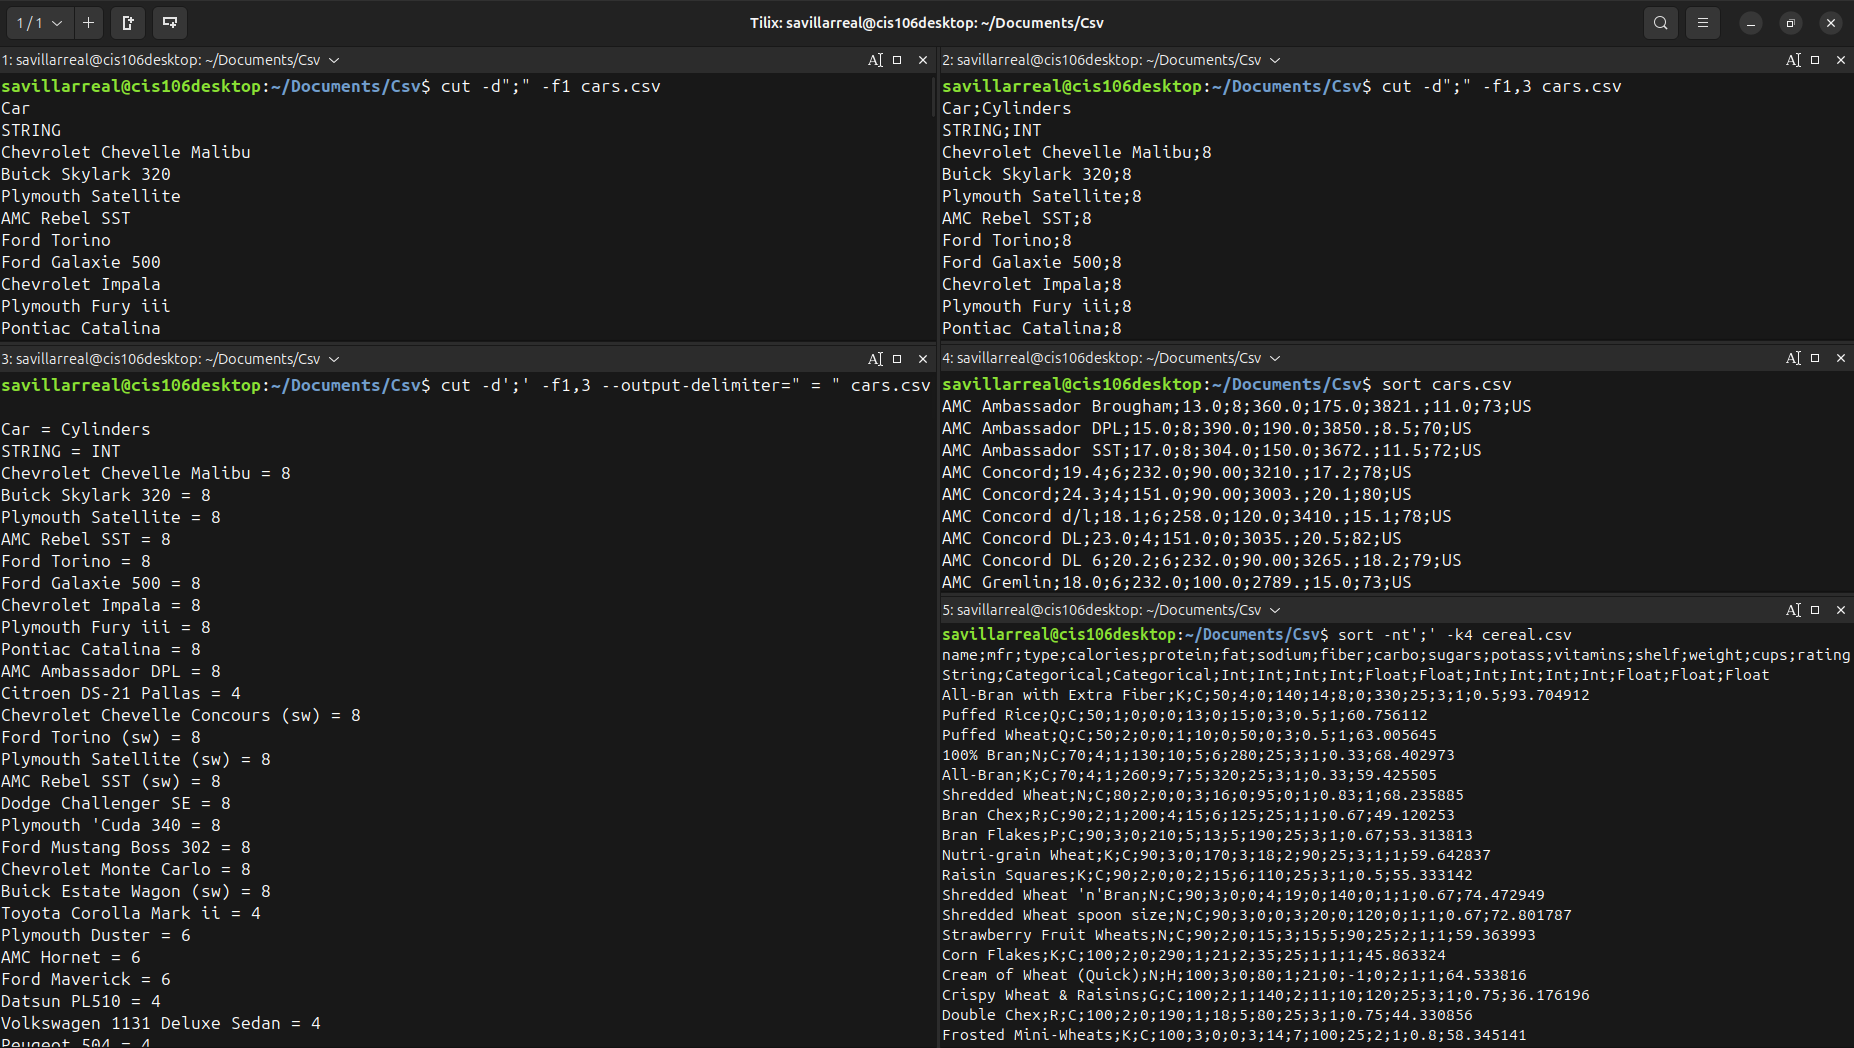 1 / 1
Tilix: savillarreal@cis106desktop: ~/Documents/Csv
1: savillarreal@cis106desktop: ~/Documents/Csv
savillarreal@cis106desktop:~/Documents/Csv$ cut -d";" -f1 cars.csv
Car
STRING
Chevrolet Chevelle Malibu
Buick Skylark 320
Plymouth Satellite
AMC Rebel SST
Ford Torino
Ford Galaxie 500
Chevrolet Impala
Plymouth Fury iii
Pontiac Catalina
2: savillarreal@cis106desktop: ~/Documents/Csv
savillarreal@cis106desktop:~/Documents/Csv$ cut -d";" -f1,3 cars.csv
Car;Cylinders
STRING;INT
Chevrolet Chevelle Malibu;8
Buick Skylark 320;8
Plymouth Satellite;8
AMC Rebel SST;8
Ford Torino;8
Ford Galaxie 500;8
Chevrolet Impala;8
Plymouth Fury iii;8
Pontiac Catalina;8
3: savillarreal@cis106desktop: ~/Documents/Csv
savillarreal@cis106desktop:~/Documents/Csv$ cut -d';' -f1,3 --output-delimiter=" = " cars.csv
Car = Cylinders
STRING = INT
Chevrolet Chevelle Malibu = 8
Buick Skylark 320 = 8
Plymouth Satellite = 8
AMC Rebel SST = 8
Ford Torino = 8
Ford Galaxie 500 = 8
Chevrolet Impala = 8
Plymouth Fury iii = 8
Pontiac Catalina = 8
AMC Ambassador DPL = 8
Citroen DS-21 Pallas = 4
Chevrolet Chevelle Concours (sw) = 8
Ford Torino (sw) = 8
Plymouth Satellite (sw) = 8
AMC Rebel SST (sw) = 8
Dodge Challenger SE = 8
Plymouth 'Cuda 340 = 8
Ford Mustang Boss 302 = 8
Chevrolet Monte Carlo = 8
Buick Estate Wagon (sw) = 8
Toyota Corolla Mark ii = 4
Plymouth Duster = 6
AMC Hornet = 6
Ford Maverick = 6
Datsun PL510 = 4
Volkswagen 1131 Deluxe Sedan = 4
Peugeot 504 = 4
4: savillarreal@cis106desktop: ~/Documents/Csv
savillarreal@cis106desktop:~/Documents/Csv$ sort cars.csv
AMC Ambassador Brougham;13.0;8;360.0;175.0;3821.;11.0;73;US
AMC Ambassador DPL;15.0;8;390.0;190.0;3850.;8.5;70;US
AMC Ambassador SST;17.0;8;304.0;150.0;3672.;11.5;72;US
AMC Concord;19.4;6;232.0;90.00;3210.;17.2;78;US
AMC Concord;24.3;4;151.0;90.00;3003.;20.1;80;US
AMC Concord d/l;18.1;6;258.0;120.0;3410.;15.1;78;US
AMC Concord DL;23.0;4;151.0;0;3035.;20.5;82;US
AMC Concord DL 6;20.2;6;232.0;90.00;3265.;18.2;79;US
AMC Gremlin;18.0;6;232.0;100.0;2789.;15.0;73;US
5: savillarreal@cis106desktop: ~/Documents/Csv
savillarreal@cis106desktop:~/Documents/Csv$ sort -nt';' -k4 cereal.csv
name;mfr;type;calories;protein;fat;sodium;fiber;carbo;sugars;potass;vitamins;shelf;weight;cups;rating
String;Categorical;Categorical;Int;Int;Int;Int;Float;Float;Int;Int;Int;Int;Float;Float;Float
All-Bran with Extra Fiber;K;C;50;4;0;140;14;8;0;330;25;3;1;0.5;93.704912
Puffed Rice;Q;C;50;1;0;0;0;13;0;15;0;3;0.5;1;60.756112
Puffed Wheat;Q;C;50;2;0;0;1;10;0;50;0;3;0.5;1;63.005645
100% Bran;N;C;70;4;1;130;10;5;6;280;25;3;1;0.33;68.402973
All-Bran;K;C;70;4;1;260;9;7;5;320;25;3;1;0.33;59.425505
Shredded Wheat;N;C;80;2;0;0;3;16;0;95;0;1;0.83;1;68.235885
Bran Chex;R;C;90;2;1;200;4;15;6;125;25;1;1;0.67;49.120253
Bran Flakes;P;C;90;3;0;210;5;13;5;190;25;3;1;0.67;53.313813
Nutri-grain Wheat;K;C;90;3;0;170;3;18;2;90;25;3;1;1;59.642837
Raisin Squares;K;C;90;2;0;0;2;15;6;110;25;3;1;0.5;55.333142
Shredded Wheat 'n'Bran;N;C;90;3;0;0;4;19;0;140;0;1;1;0.67;74.472949
Shredded Wheat spoon size;N;C;90;3;0;0;3;20;0;120;0;1;1;0.67;72.801787
Strawberry Fruit Wheats;N;C;90;2;0;15;3;15;5;90;25;2;1;1;59.363993
Corn Flakes;K;C;100;2;0;290;1;21;2;35;25;1;1;1;45.863324
Cream of Wheat (Quick);N;H;100;3;0;80;1;21;0;-1;0;2;1;1;64.533816
Crispy Wheat & Raisins;G;C;100;2;1;140;2;11;10;120;25;3;1;0.75;36.176196
Double Chex;R;C;100;2;0;190;1;18;5;80;25;3;1;0.75;44.330856
Frosted Mini-Wheats;K;C;100;3;0;0;3;14;7;100;25;2;1;0.8;58.345141